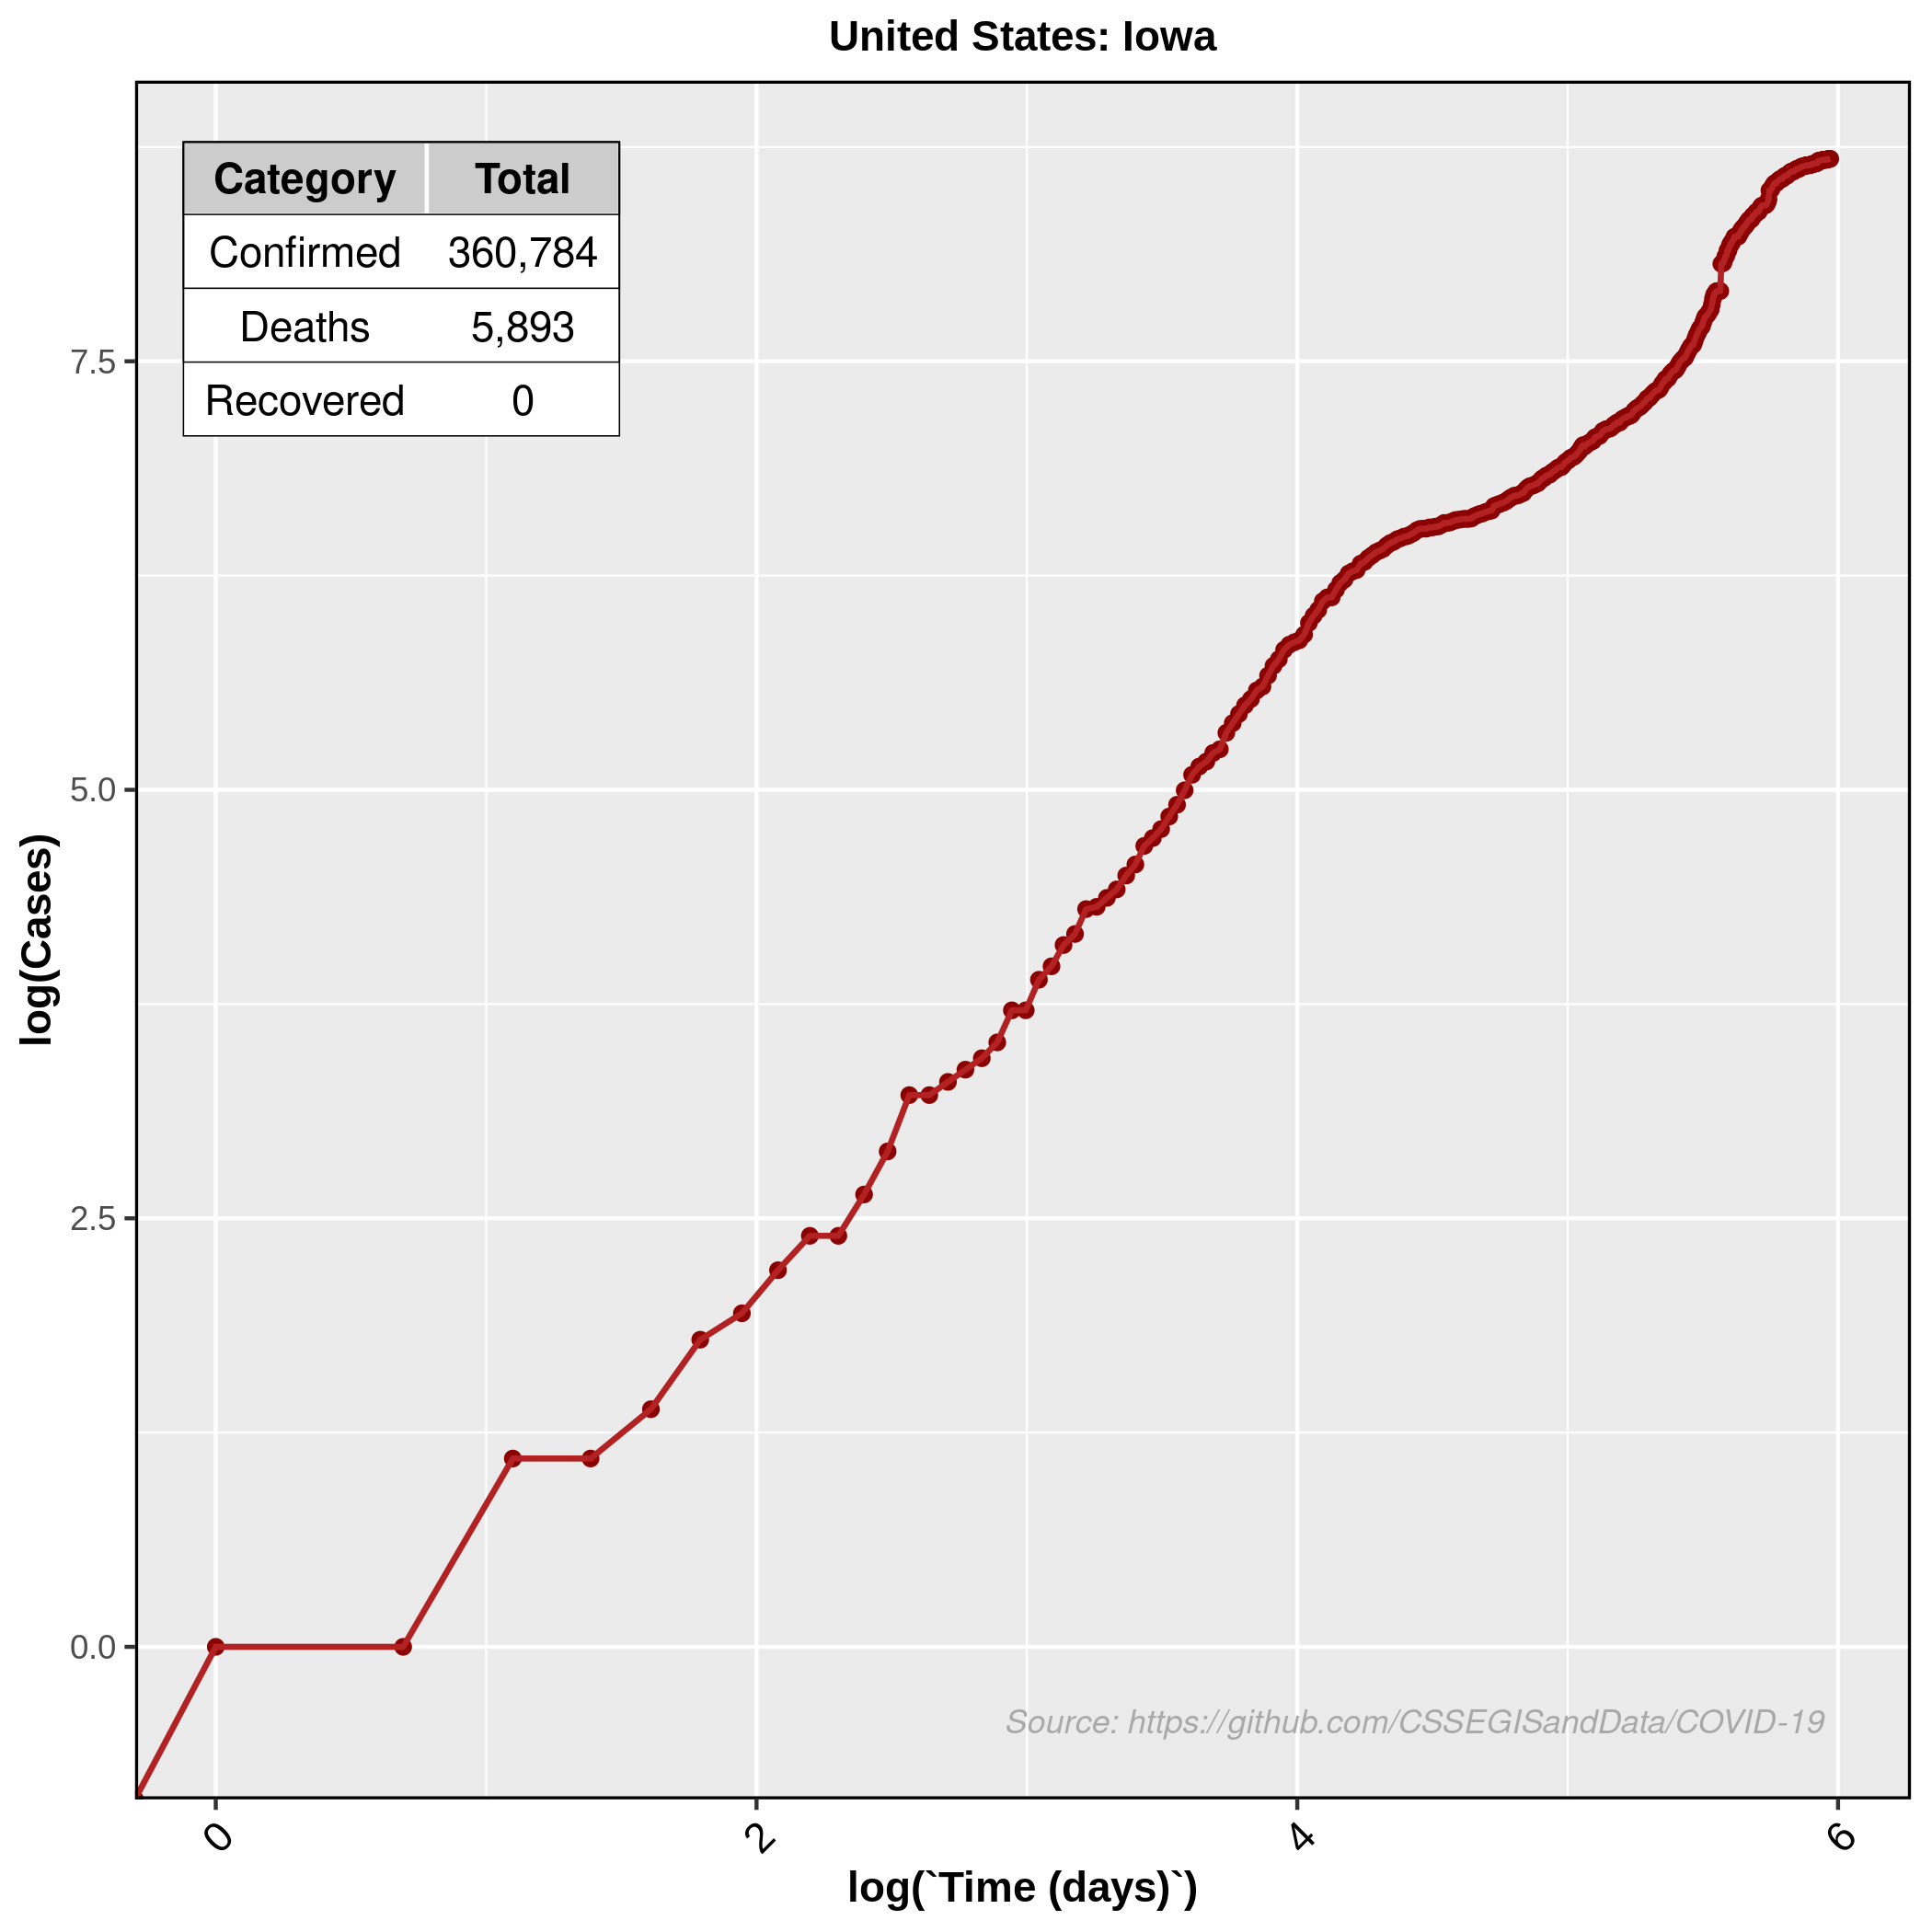 United States: Iowa
Category Total
Confirmed 360,784
Deaths 5,893
Recovered 0
7.5
5.0
2.5
0.0
log(Cases)
Source: https://github.com/CSSEGISandData/COVID-19
0 2 4 6
log(`Time (days)`)